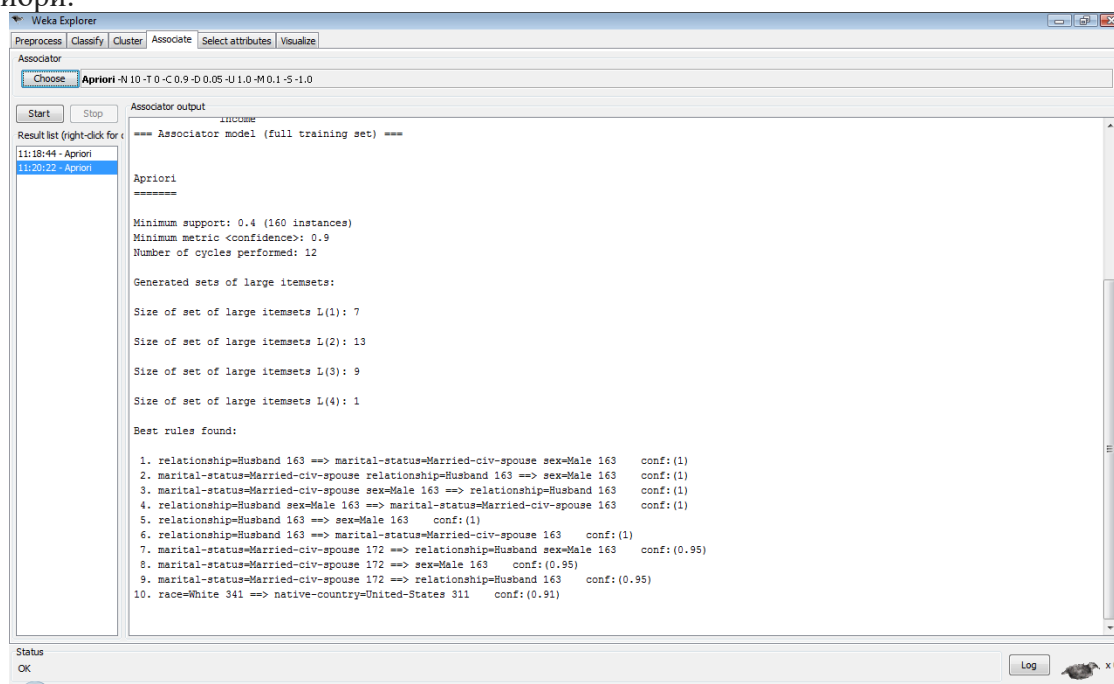 иори.
Weka Explorer
Preprocess Classify Cluster Associate Select attributes Visualize
Associator
Choose Apriori -N 10 -T 0 -C 0.9 -D 0.05 -U 1.0 -M 0.1 -S -1.0
Start Stop
Result list (right-click for
11:18:44 - Apriori
11:20:22 - Apriori
Associator output
income
=== Associator model (full training set) ===
Apriori
=======
Minimum support: 0.4 (160 instances)
Minimum metric <confidence>: 0.9
Number of cycles performed: 12
Generated sets of large itemsets:
Size of set of large itemsets L(1): 7
Size of set of large itemsets L(2): 13
Size of set of large itemsets L(3): 9
Size of set of large itemsets L(4): 1
Best rules found:
1. relationship=Husband 163 ==> marital-status=Married-civ-spouse sex=Male 163 conf:(1)
2. marital-status=Married-civ-spouse relationship=Husband 163 ==> sex=Male 163 conf:(1)
3. marital-status=Married-civ-spouse sex=Male 163 ==> relationship=Husband 163 conf:(1)
4. relationship=Husband sex=Male 163 ==> marital-status=Married-civ-spouse 163 conf:(1)
5. relationship=Husband 163 ==> sex=Male 163 conf:(1)
6. relationship=Husband 163 ==> marital-status=Married-civ-spouse 163 conf:(1)
7. marital-status=Married-civ-spouse 172 ==> relationship=Husband sex=Male 163 conf:(0.95)
8. marital-status=Married-civ-spouse 172 ==> sex=Male 163 conf:(0.95)
9. marital-status=Married-civ-spouse 172 ==> relationship=Husband 163 conf:(0.95)
10. race=White 341 ==> native-country=United-States 311 conf:(0.91)
Status
OK
Log
x